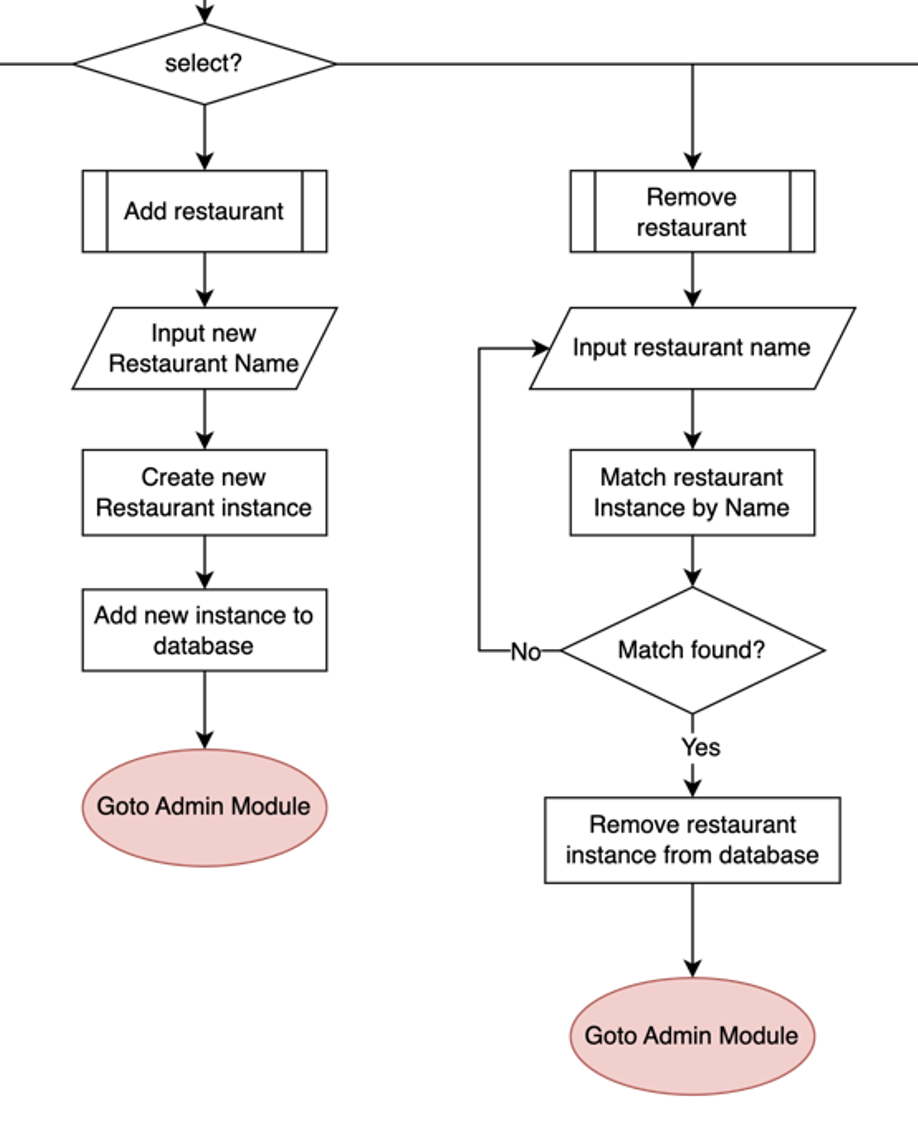 select?
Add restaurant
Input new
Restaurant Name
Create new
Restaurant instance
Add new instance to
database
Goto Admin Module
Remove
restaurant
Input restaurant name
Match restaurant
Instance by Name
Match found?
No
Yes
Remove restaurant
instance from database
Goto Admin Module